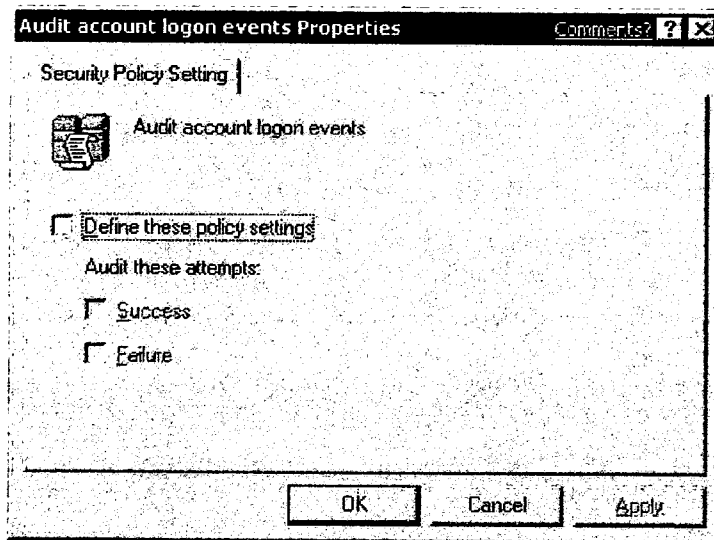 Audit account logon events Properties Comments? ? X
Security Policy Setting
Audit account logon events
Define these policy settings
Audit these attempts:
Success
Failure
OK Cancel Apply